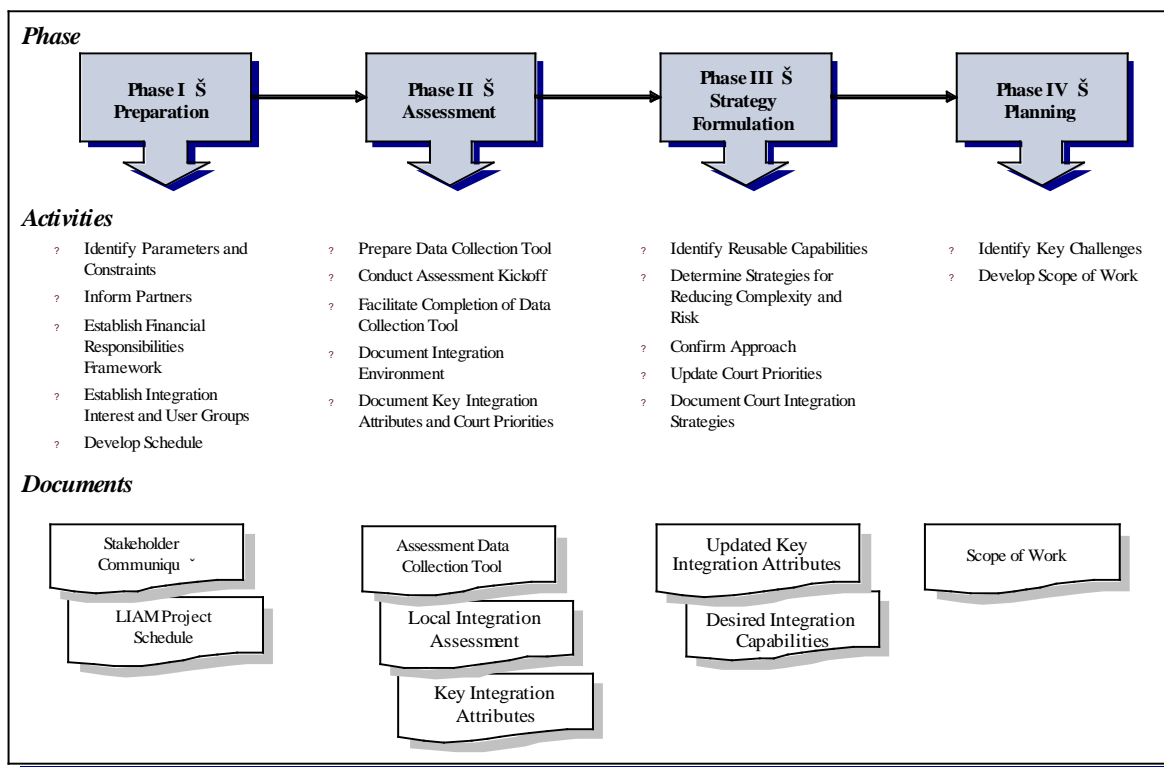 Phase
Phase I Š
Preparation
Phase II Š
Assessment
Phase III Š
Strategy
Formulation
Phase IV Š
Planning
Activities
? Identify Parameters and
Constraints
? Inform Partners
? Establish Financial
Responsibilities
Framework
? Establish Integration
Interest and User Groups
? Develop Schedule
? Prepare Data Collection Tool
? Conduct Assessment Kickoff
? Facilitate Completion of Data
Collection Tool
? Document Integration
Environment
? Document Key Integration
Attributes and Court Priorities
? Identify Reusable Capabilities
? Determine Strategies for
Reducing Complexity and
Risk
? Confirm Approach
? Update Court Priorities
? Document Court Integration
Strategies
? Identify Key Challenges
? Develop Scope of Work
Documents
Stakeholder
Communiqu ˇ
LIAM Project
Schedule
Assessment Data
Collection Tool
Local Integration
Assessment
Key Integration
Attributes
Updated Key
Integration Attributes
Desired Integration
Capabilities
Scope of Work